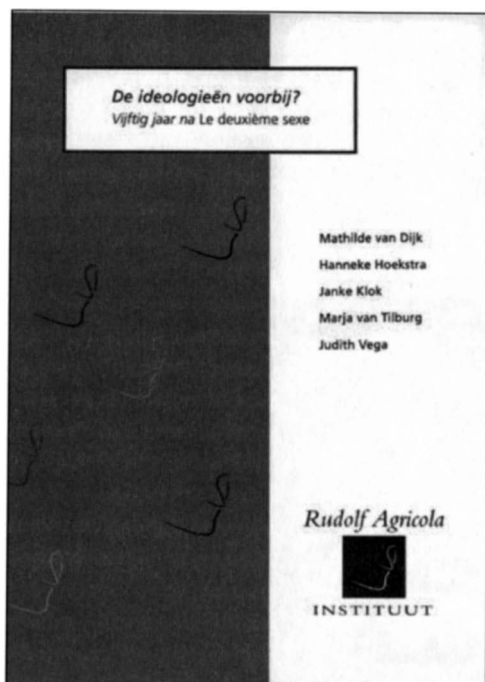 De ideologieën voorbij?
Vijftig jaar na Le deuxième sexe
Mathilde van Dijk
Hanneke Hoekstra
Janke Klok
Marja van Tilburg
Judith Vega
Rudolf Agricola
INSTITUUT